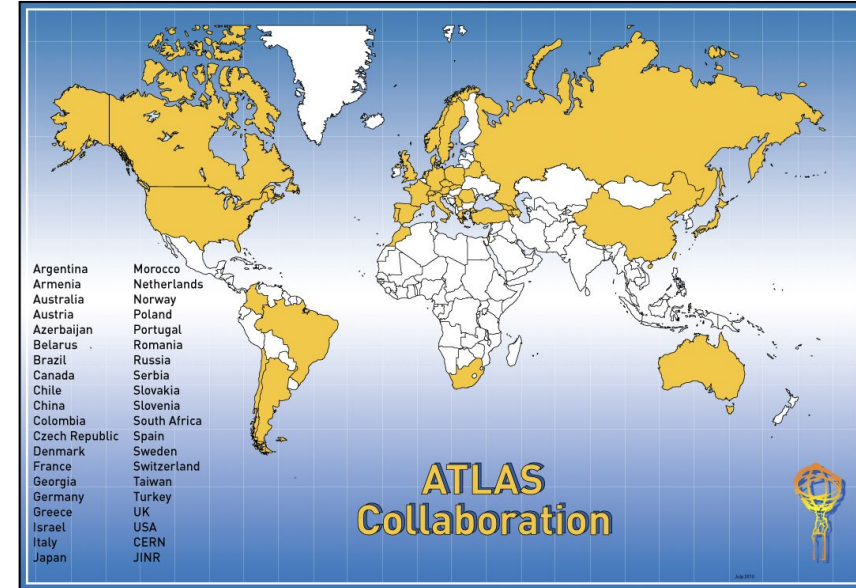 Argentina
Armenia
Australia
Austria
Azerbaijan
Belarus
Brazil
Canada
Chile
China
Colombia
Czech Republic
Denmark
France
Georgia
Germany
Greece
Israel
Italy
Japan
Morocco
Netherlands
Norway
Poland
Portugal
Romania
Russia
Serbia
Slovakia
Slovenia
South Africa
Spain
Sweden
Switzerland
Taiwan
Turkey
UK
USA
CERN
JINR
ATLAS
Collaboration